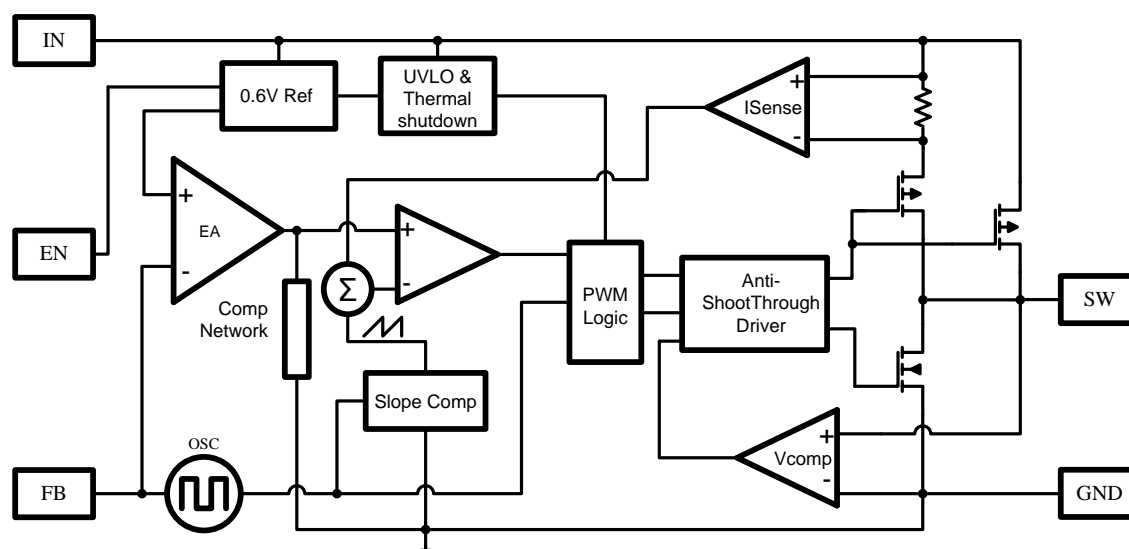 IN
0.6V Ref
UVLO &
Thermal
shutdown
+
ISense
-
+
EA
-
EN
+
-
Σ
Comp
Network
PWM
Logic
Anti-
ShootThrough
Driver
SW
Slope Comp
OSC
+
Vcomp
-
FB
GND